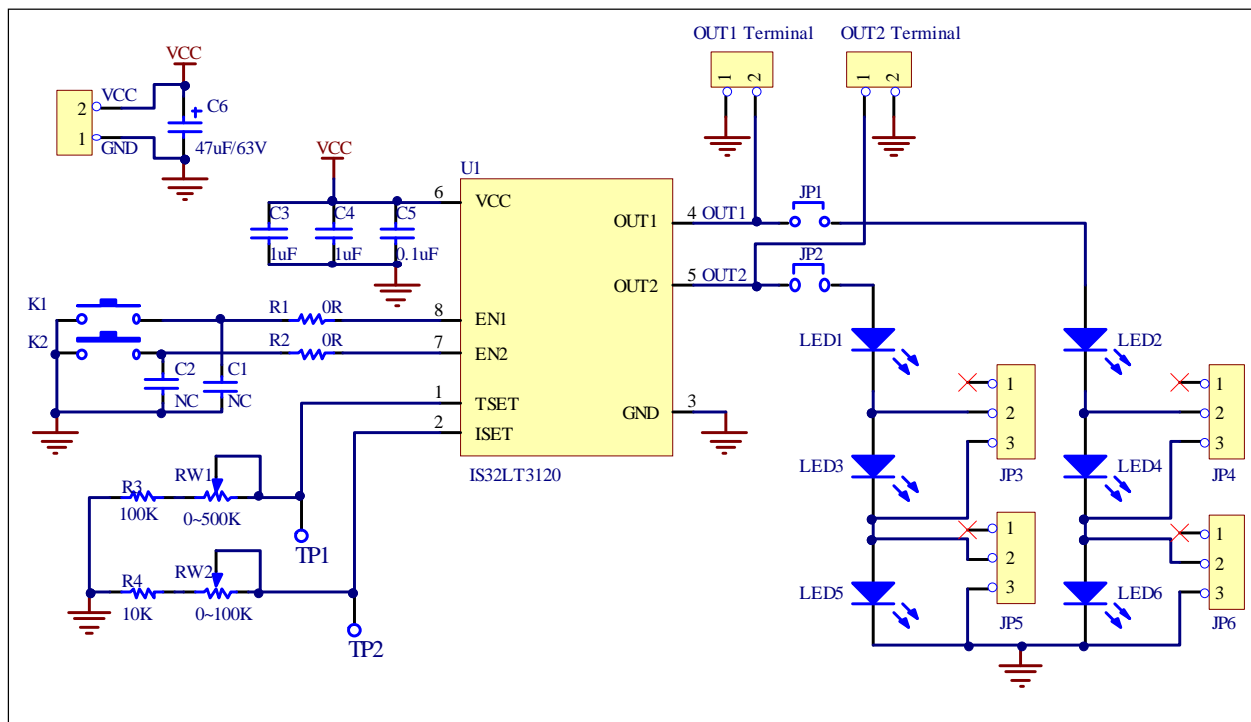 OUT1 Terminal
OUT2 Terminal
1
2
1
2
VCC
2
1
VCC
GND
C6
47uF/63V
VCC
C3
1uF
C4
1uF
C5
0.1uF
U1
6
VCC
OUT1
4
OUT1
JP1
OUT2
5
OUT2
JP2
K1
K2
R1
0R
R2
0R
8
EN1
7
EN2
C2
NC
C1
NC
1
TSET
2
ISET
GND
3
IS32LT3120
R3
100K
RW1
0~500K
TP1
R4
10K
RW2
0~100K
TP2
LED1
LED2
1
2
3
JP3
1
2
3
JP4
LED3
LED4
1
2
3
JP5
1
2
3
JP6
LED5
LED6